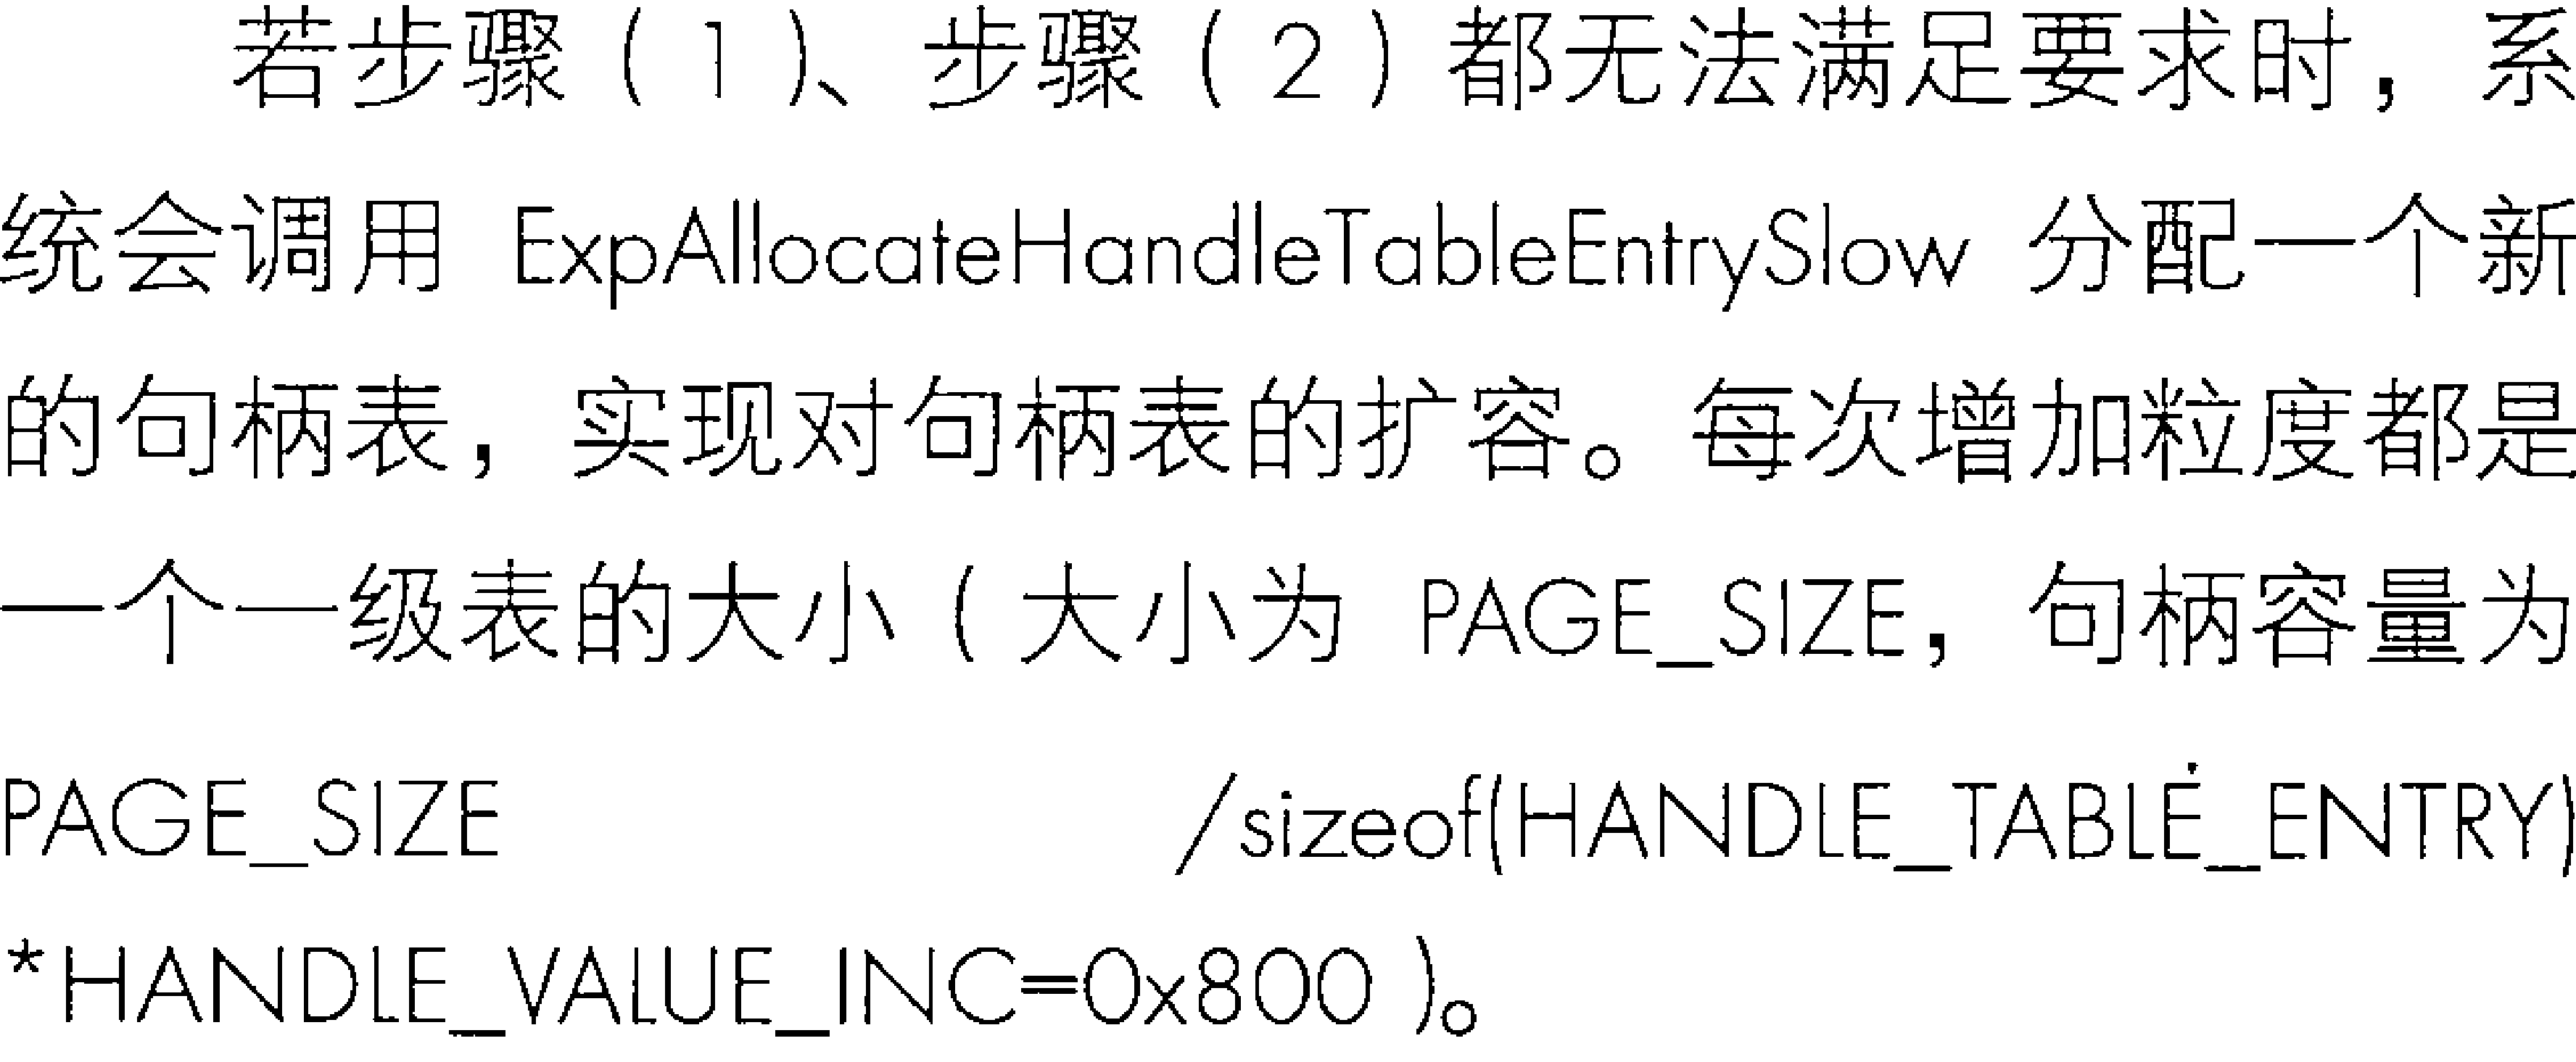 若步骤（1）、步骤（2）都无法满足要求时，系
统会调用 ExpAllocateHandleTableEntrySlow 分配一个新
的句柄表，实现对句柄表的扩容。每次增加粒度都是
一个一级表的大小（大小为 PAGE_SIZE，句柄容量为
PAGE_SIZE /sizeof(HANDLE_TABLE_ENTRY)
*HANDLE_VALUE_INC=0x800 )。